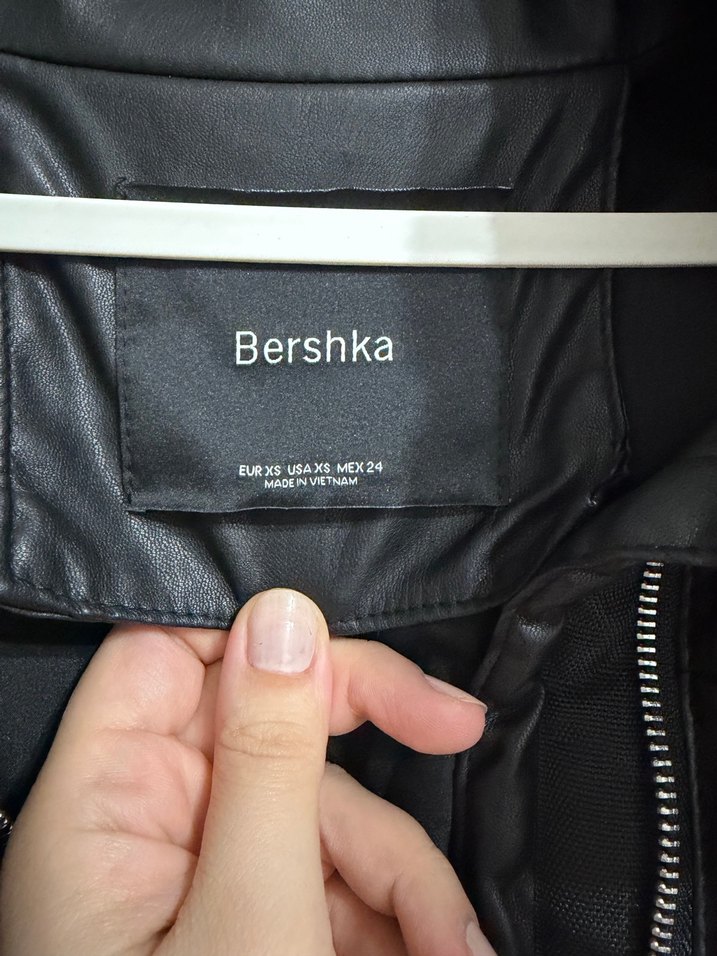 Bershka
EUR XS USA XS MEX 24
MADE IN VIETNAM